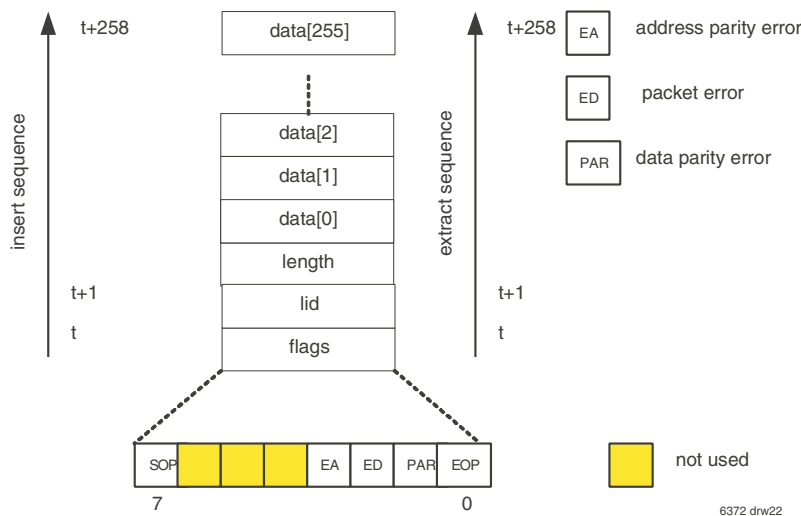 t+258
data[255]
t+258
EA
address parity error
ED
packet error
PAR
data parity error
insert sequence
extract sequence
data[2]
data[1]
data[0]
length
lid
flags
t+1
t
t+1
t
SOP
EA
ED
PAR
EOP
7
0
not used
6372 drw22